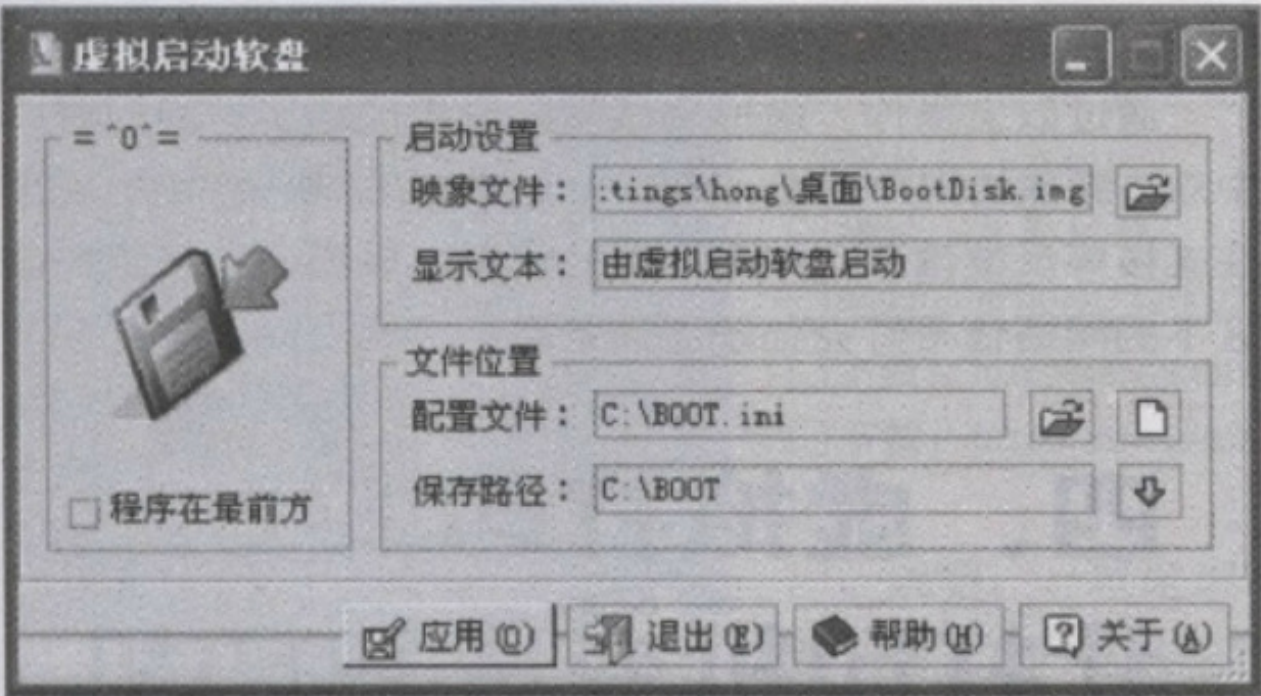 虚拟启动软盘
= ^0^ =
程序在最前方
启动设置
映象文件： :tings\hong\桌面\BootDisk.img
显示文本： 由虚拟启动软盘启动
文件位置
配置文件： C:\BOOT.ini
保存路径： C:\BOOT
应用(O) 退出(E) 帮助(H) 关于(A)